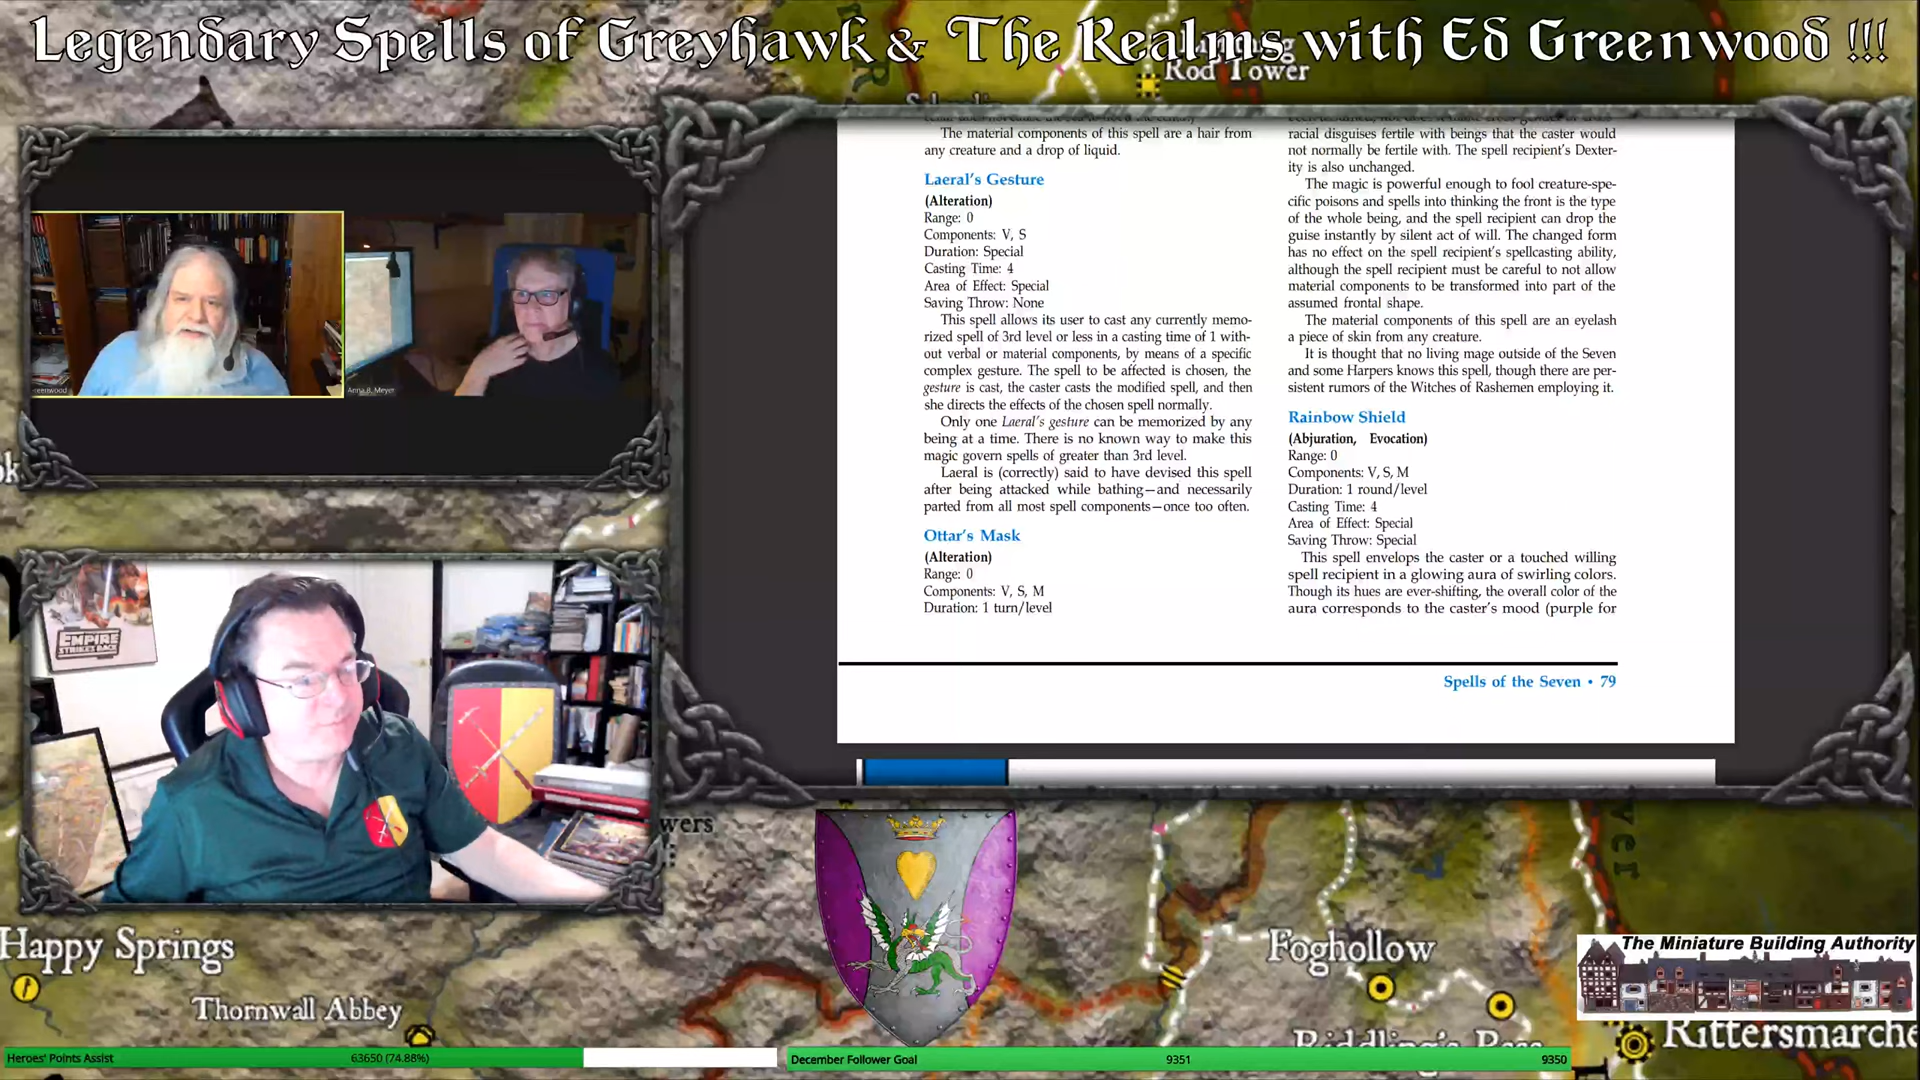 Legendary Spells of Greyhawk & The Realms with Ed Greenwood !!!
Rod Tower
The material components of this spell are a hair from
any creature and a drop of liquid.
Laeral's Gesture
(Alteration)
Range: 0
Components: V, S
Duration: Special
Casting Time: 4
Area of Effect: Special
Saving Throw: None
This spell allows its user to cast any currently memo-
rized spell of 3rd level or less in a casting time of 1 with-
out verbal or material components, by means of a specific
complex gesture. The spell to be affected is chosen, the
gesture is cast, the caster casts the modified spell, and then
she directs the effects of the chosen spell normally.
Only one Laeral's gesture can be memorized by any
being at a time. There is no known way to make this
magic govern spells of greater than 3rd level.
Laeral is (correctly) said to have devised this spell
after being attacked while bathing—and necessarily
parted from all most spell components—once too often.
Ottar's Mask
(Alteration)
Range: 0
Components: V, S, M
Duration: 1 turn/level
racial disguises fertile with beings that the caster would
not normally be fertile with. The spell recipient's Dexter-
ity is also unchanged.
The magic is powerful enough to fool creature-spe-
cific poisons and spells into thinking the front is the type
of the whole being, and the spell recipient can drop the
guise instantly by silent act of will. The changed form
has no effect on the spell recipient's spellcasting ability,
although the spell recipient must be careful to not allow
material components to be transformed into part of the
assumed frontal shape.
The material components of this spell are an eyelash
a piece of skin from any creature.
It is thought that no living mage outside of the Seven
and some Harpers knows this spell, though there are per-
sistent rumors of the Witches of Rashemen employing it.
Rainbow Shield
(Abjuration, Evocation)
Range: 0
Components: V, S, M
Duration: 1 round/level
Casting Time: 4
Area of Effect: Special
Saving Throw: Special
This spell envelops the caster or a touched willing
spell recipient in a glowing aura of swirling colors.
Though its hues are ever-shifting, the overall color of the
aura corresponds to the caster's mood (purple for
Spells of the Seven • 79
reenwood
Anna B. Meyer
EMPIRE
STRIKES BACK
wers
Happy Springs
Thornwall Abbey
Foghollow
The Miniature Building Authority
Rittersmarche
Heroes' Points Assist
63650 (74.88%)
December Follower Goal
9351
9350